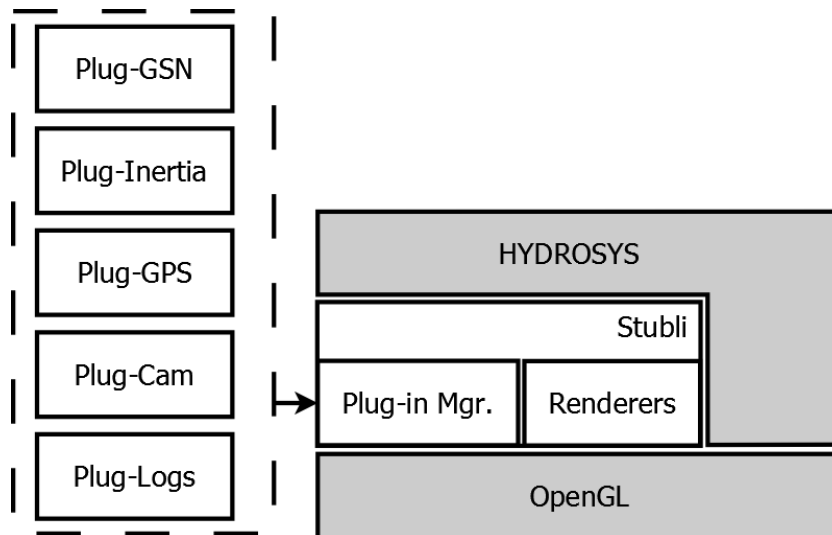 Plug-GSN
Plug-Inertia
Plug-GPS
Plug-Cam
Plug-Logs
HYDROSYS
Stubli
Plug-in Mgr.
Renderers
OpenGL